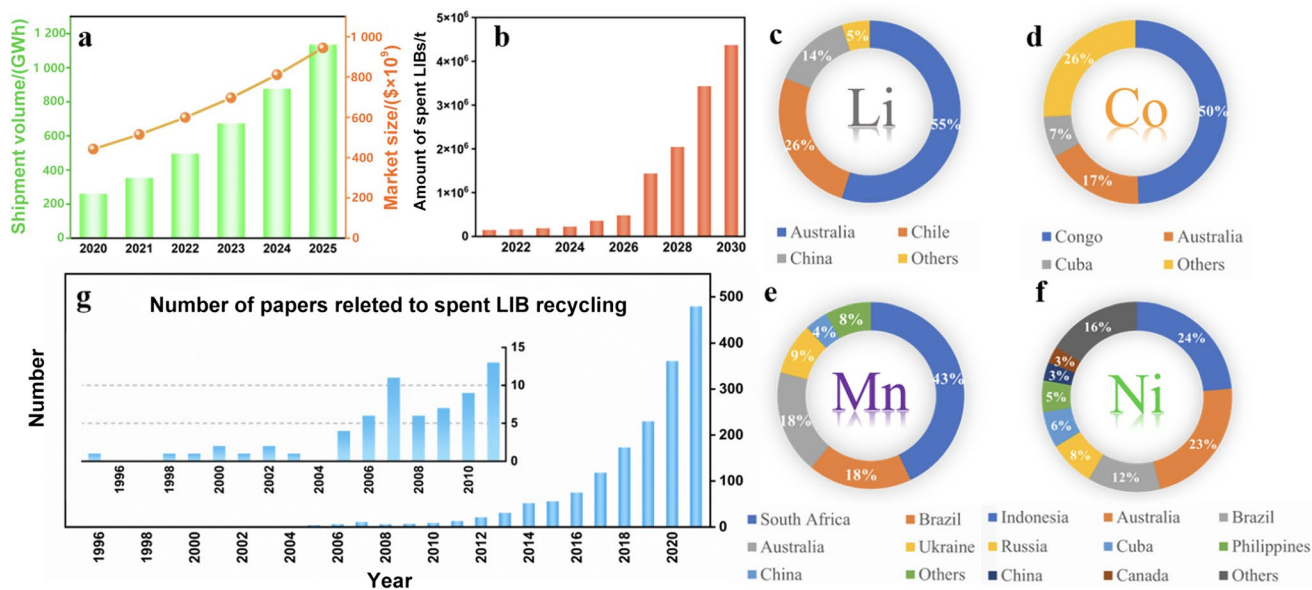 a
Shipment volume/(GWh)
1 200
1 000
800
600
400
200
0
2020 2021 2022 2023 2024 2025
1 000
800
600
400
200
0
Market size/($×10⁹)
b
Amount of spent LIBs/t
5×10⁶
4×10⁶
3×10⁶
2×10⁶
1×10⁶
0
2022 2024 2026 2028 2030
c
Li
5%
14%
26%
55%
Australia Chile
China Others
d
Co
26%
7%
17%
50%
Congo Australia
Cuba Others
g
Number of papers releted to spent LIB recycling
Number
15
10
5
0
1996 1998 2000 2002 2004 2006 2008 2010
500
400
300
200
100
0
1996 1998 2000 2002 2004 2006 2008 2010 2012 2014 2016 2018 2020
Year
e
Mn
8%
4%
9%
18%
18%
43%
South Africa Brazil
Australia Ukraine
China Others
f
Ni
16%
3%
3%
5%
6%
8%
12%
23%
24%
Indonesia Australia Brazil
Russia Cuba Philippines
China Canada Others